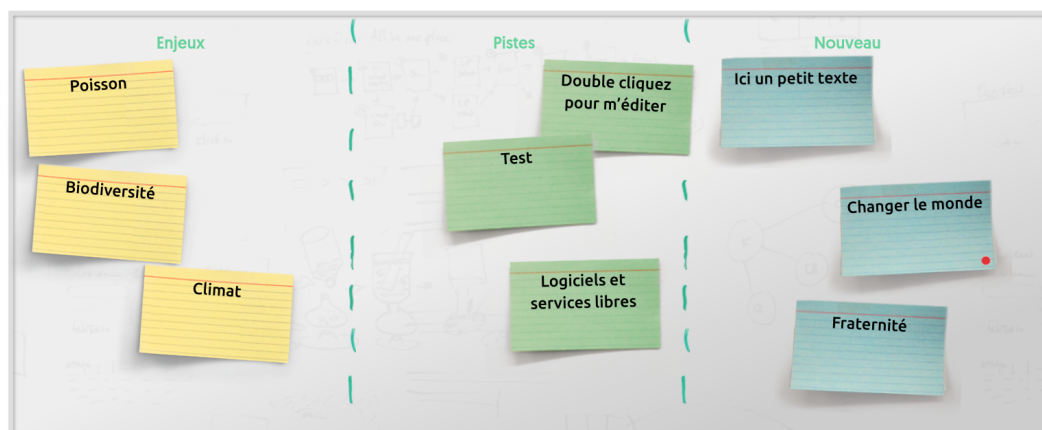 Enjeux
Pistes
Nouveau
Poisson
Biodiversité
Climat
Double cliquez
pour m'éditer
Test
Logiciels et
services libres
Ici un petit texte
Changer le monde
Fraternité